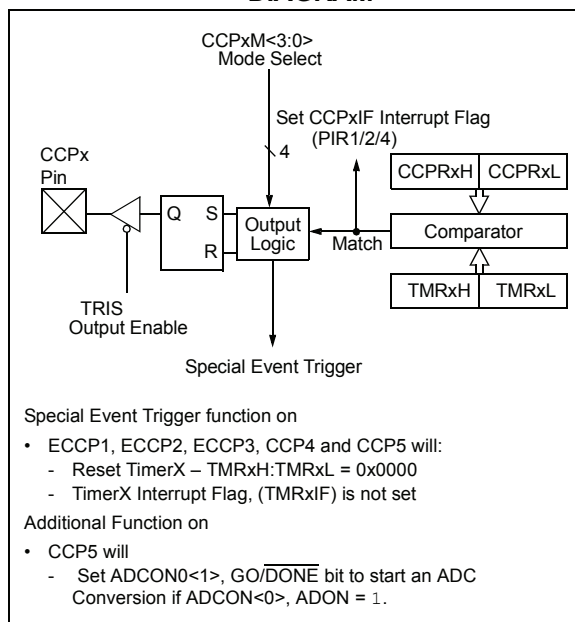 CCPxM<3:0>
Mode Select
Set CCPxIF Interrupt Flag
(PIR1/2/4)
4
CCPx
Pin
CCPRxH CCPRxL
Q S
R
Output
Logic
Match
Comparator
TRIS
Output Enable
TMRxH TMRxL
Special Event Trigger
Special Event Trigger function on
• ECCP1, ECCP2, ECCP3, CCP4 and CCP5 will:
- Reset TimerX – TMRxH:TMRxL = 0x0000
- TimerX Interrupt Flag, (TMRxIF) is not set
Additional Function on
• CCP5 will
- Set ADCON0<1>, GO/DONE bit to start an ADC
Conversion if ADCON<0>, ADON = 1.